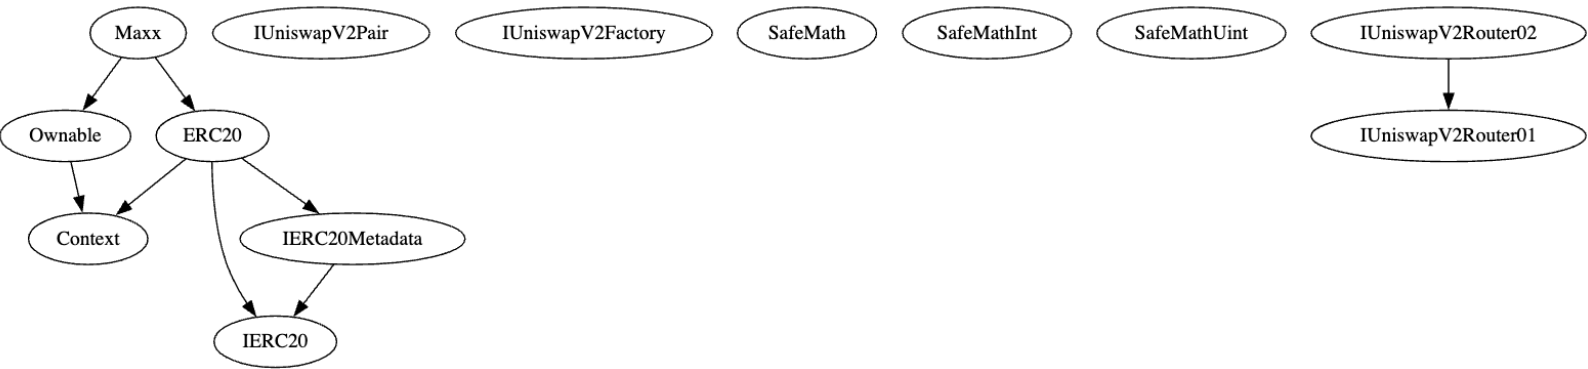 Maxx
IUniswapV2Pair
IUniswapV2Factory
SafeMath
SafeMathInt
SafeMathUint
IUniswapV2Router02
Ownable
ERC20
IUniswapV2Router01
Context
IERC20Metadata
IERC20